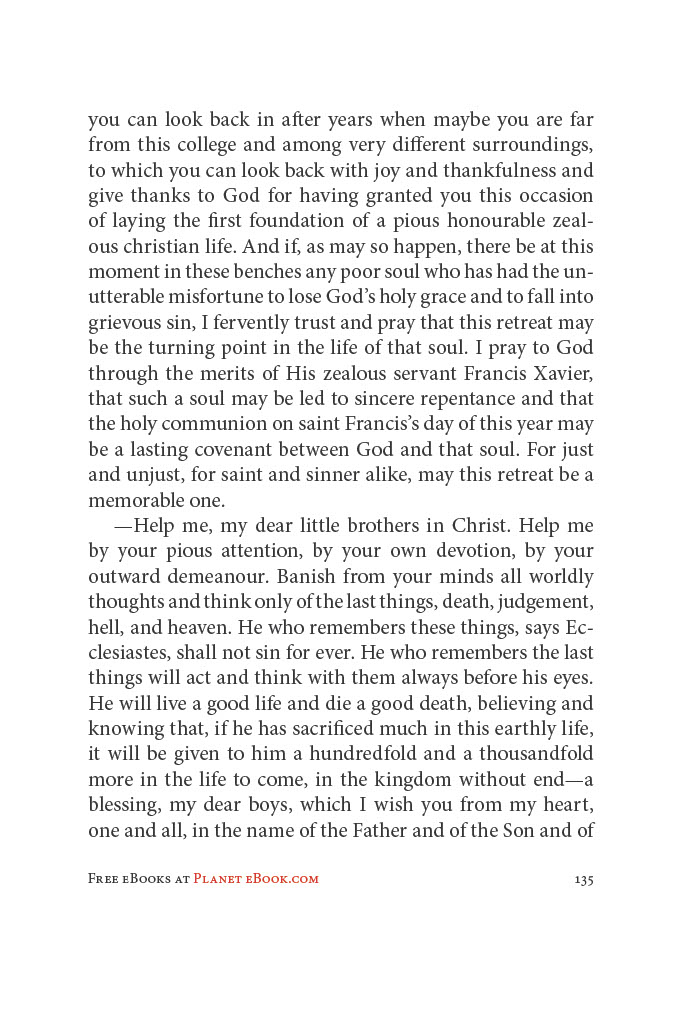 you can look back in after years when maybe you are far
from this college and among very different surroundings,
to which you can look back with joy and thankfulness and
give thanks to God for having granted you this occasion
of laying the first foundation of a pious honourable zeal-
ous christian life. And if, as may so happen, there be at this
moment in these benches any poor soul who has had the un-
utterable misfortune to lose God’s holy grace and to fall into
grievous sin, I fervently trust and pray that this retreat may
be the turning point in the life of that soul. I pray to God
through the merits of His zealous servant Francis Xavier,
that such a soul may be led to sincere repentance and that
the holy communion on saint Francis’s day of this year may
be a lasting covenant between God and that soul. For just
and unjust, for saint and sinner alike, may this retreat be a
memorable one.
—Help me, my dear little brothers in Christ. Help me
by your pious attention, by your own devotion, by your
outward demeanour. Banish from your minds all worldly
thoughts and think only of the last things, death, judgement,
hell, and heaven. He who remembers these things, says Ec-
clesiastes, shall not sin for ever. He who remembers the last
things will act and think with them always before his eyes.
He will live a good life and die a good death, believing and
knowing that, if he has sacrificed much in this earthly life,
it will be given to him a hundredfold and a thousandfold
more in the life to come, in the kingdom without end—a
blessing, my dear boys, which I wish you from my heart,
one and all, in the name of the Father and of the Son and of
Free eBooks at Planet eBook.com 135